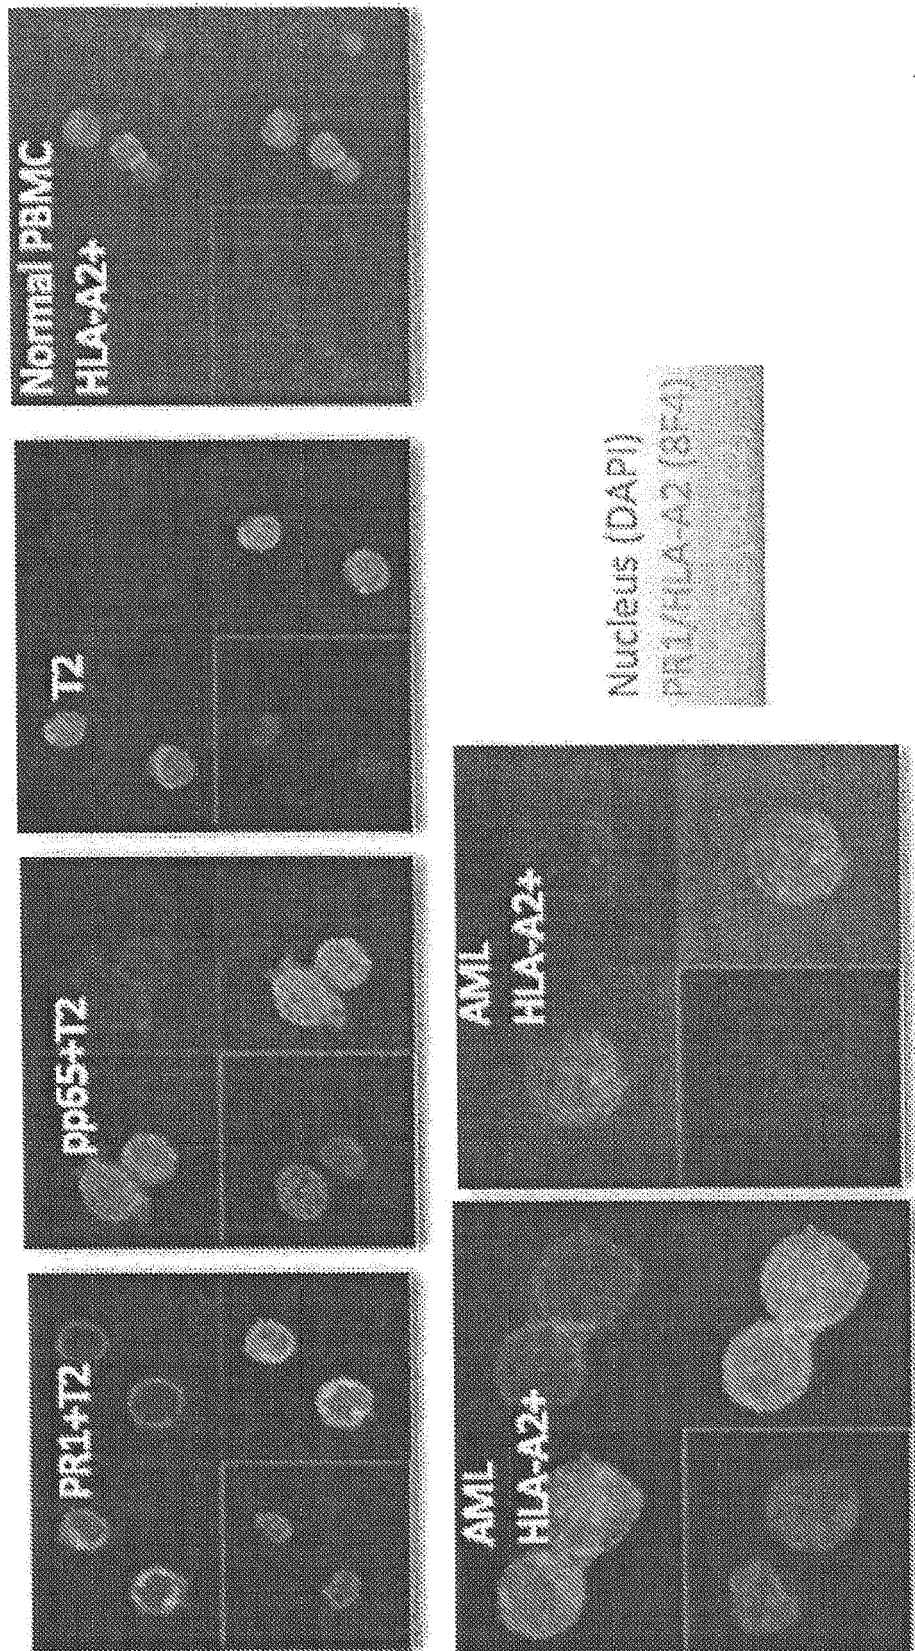 PR1+T2
pp65+T2
T2
Normal PBMC
HLA-A2+
AML
HLA-A2+
AML
HLA-A2+
Nucleus (DAPI)
PR1/HLA-A2 (8F4)